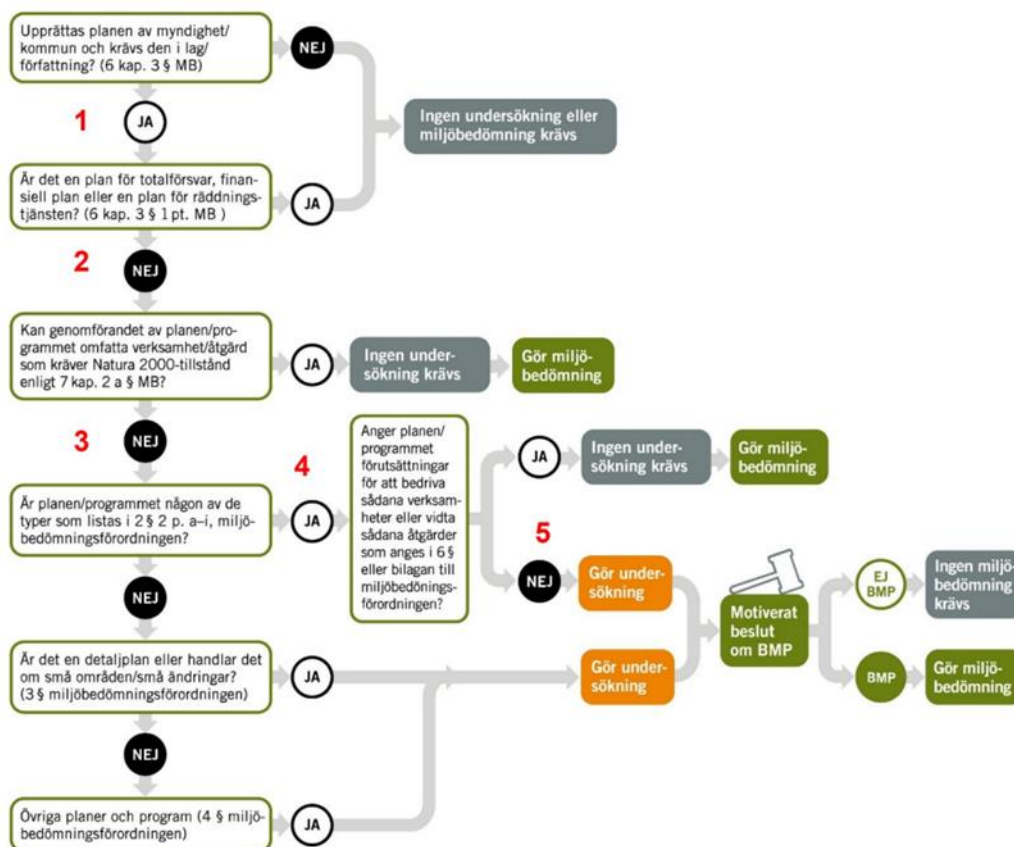 Upprättas planen av myndighet/
kommun och krävs den i lag/
författning? (6 kap. 3 § MB)
NEJ
Ingen undersökning eller
miljöbedömning krävs
1
JA
Är det en plan för totalförsvar, finan-
siell plan eller en plan för räddnings-
tjänsten? (6 kap. 3 § 1 pt. MB )
JA
2
NEJ
Kan genomförandet av planen/pro-
grammet omfatta verksamhet/åtgärd
som kräver Natura 2000-tillstånd
enligt 7 kap. 2 a § MB?
JA
Ingen under-
sökning krävs
Gör miljö-
bedömning
3
NEJ
4
Är planen/programmet någon av de
typer som listas i 2 § 2 p. a–i, miljö-
bedömningsförordningen?
JA
Anger planen/
programmet
förutsättningar
för att bedriva
sådana verksam-
heter eller vidta
sådana åtgärder
som anges i 6 §
eller bilagan till
miljöbedönings-
förordningen?
JA
Ingen under-
sökning krävs
Gör miljö-
bedömning
5
NEJ
Gör under-
sökning
Motiverat
beslut
om BMP
EJ
BMP
Ingen miljö-
bedömning
krävs
BMP
Gör miljö-
bedömning
NEJ
Är det en detaljplan eller handlar det
om små områden/små ändringar?
(3 § miljöbedömningsförordningen)
JA
Gör under-
sökning
NEJ
Övriga planer och program (4 § miljö-
bedömningsförordningen)
JA